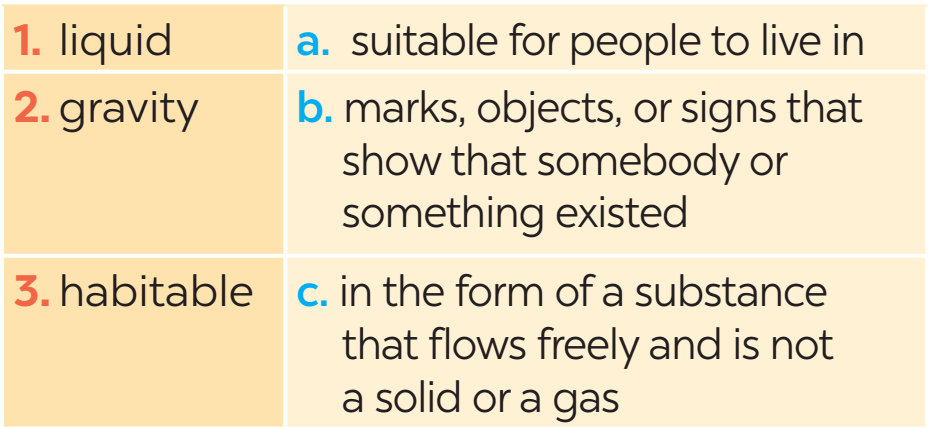 1. liquid
a. suitable for people to live in
2. gravity
b. marks, objects, or signs that
show that somebody or
something existed
3. habitable
c. in the form of a substance
that flows freely and is not
a solid or a gas